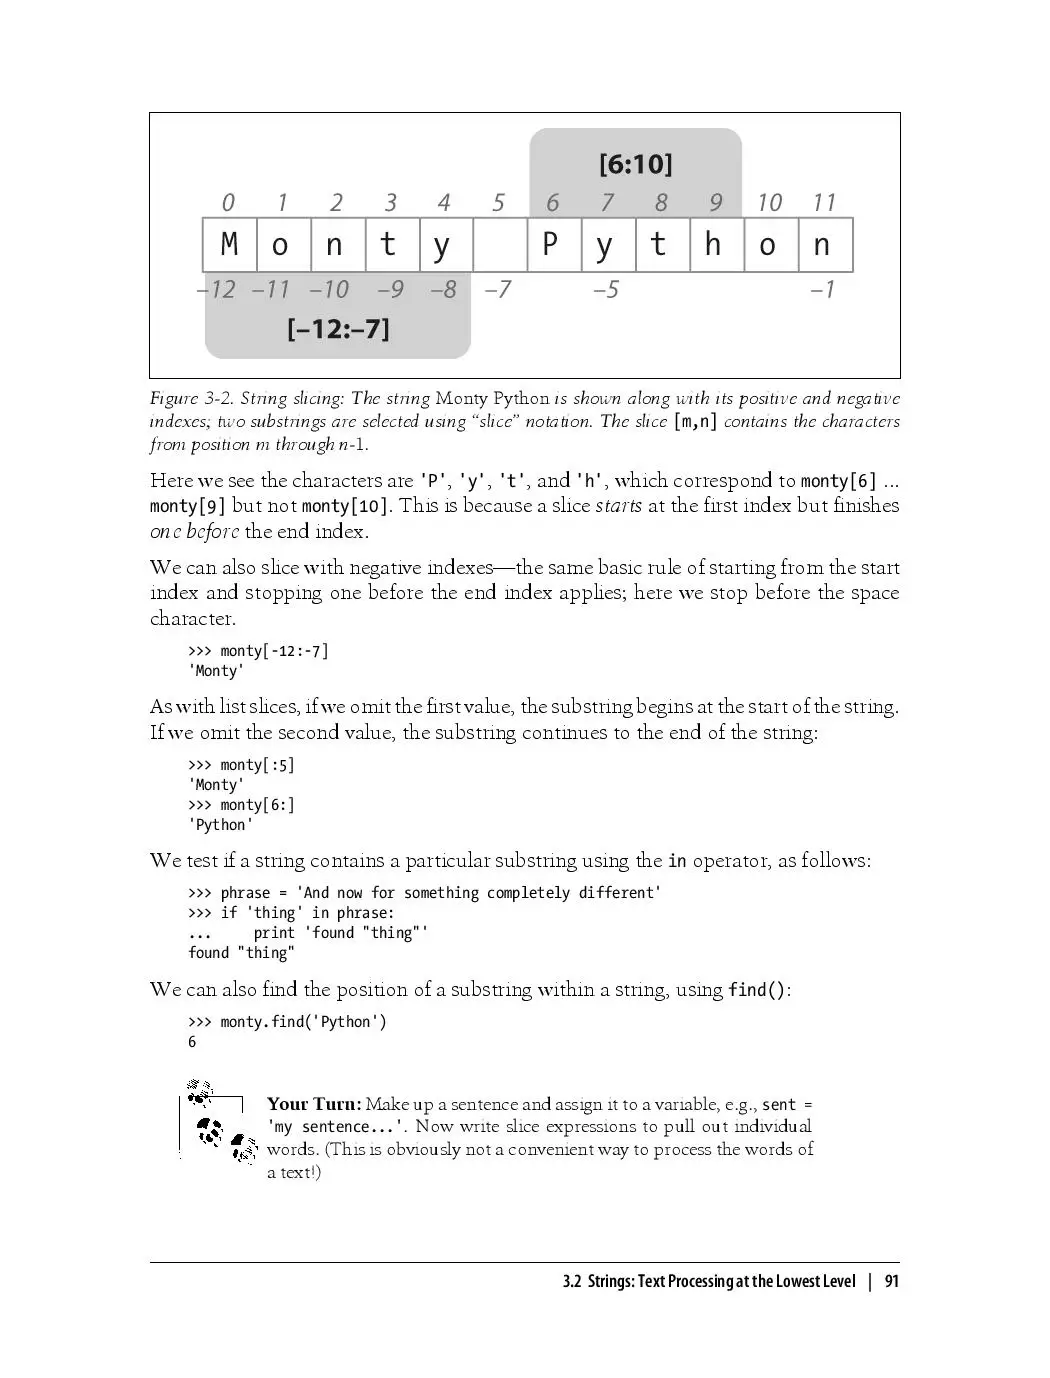 [6:10]
0 1 2 3 4 5 6 7 8 9 10 11
M o n t y P y t h o n
–12 –11 –10 –9 –8 –7 –5 –1
[–12:–7]
Figure 3-2. String slicing: The string Monty Python is shown along with its positive and negative
indexes; two substrings are selected using “slice” notation. The slice [m,n] contains the characters
from position m through n-1.
Here we see the characters are 'P', 'y', 't', and 'h', which correspond to monty[6] ...
monty[9] but not monty[10]. This is because a slice starts at the first index but finishes
one before the end index.
We can also slice with negative indexes—the same basic rule of starting from the start
index and stopping one before the end index applies; here we stop before the space
character.
>>> monty[-12:-7]
'Monty'
As with list slices, if we omit the first value, the substring begins at the start of the string.
If we omit the second value, the substring continues to the end of the string:
>>> monty[:5]
'Monty'
>>> monty[6:]
'Python'
We test if a string contains a particular substring using the in operator, as follows:
>>> phrase = 'And now for something completely different'
>>> if 'thing' in phrase:
...     print 'found "thing"'
found "thing"
We can also find the position of a substring within a string, using find():
>>> monty.find('Python')
6
Your Turn: Make up a sentence and assign it to a variable, e.g., sent =
'my sentence...'. Now write slice expressions to pull out individual
words. (This is obviously not a convenient way to process the words of
a text!)
3.2 Strings: Text Processing at the Lowest Level | 91